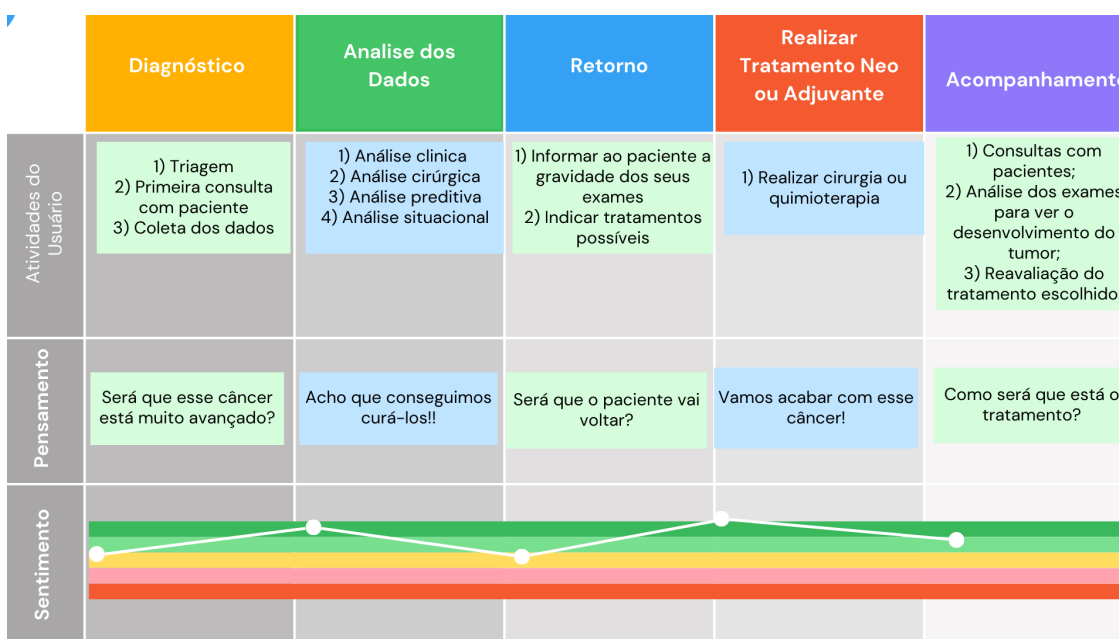 Diagnóstico
Analise dos
Dados
Retorno
Realizar
Tratamento Neo
ou Adjuvante
Acompanhamento
Atividades do
Usuário
1) Triagem
2) Primeira consulta
com paciente
3) Coleta dos dados
1) Análise clinica
2) Análise cirúrgica
3) Análise preditiva
4) Análise situacional
1) Informar ao paciente a
gravidade dos seus
exames
2) Indicar tratamentos
possíveis
1) Realizar cirurgia ou
quimioterapia
1) Consultas com
pacientes;
2) Análise dos exames
para ver o
desenvolvimento do
tumor;
3) Reavaliação do
tratamento escolhido
Pensamento
Será que esse câncer
está muito avançado?
Acho que conseguimos
curá-los!!
Será que o paciente vai
voltar?
Vamos acabar com esse
câncer!
Como será que está o
tratamento?
Sentimento